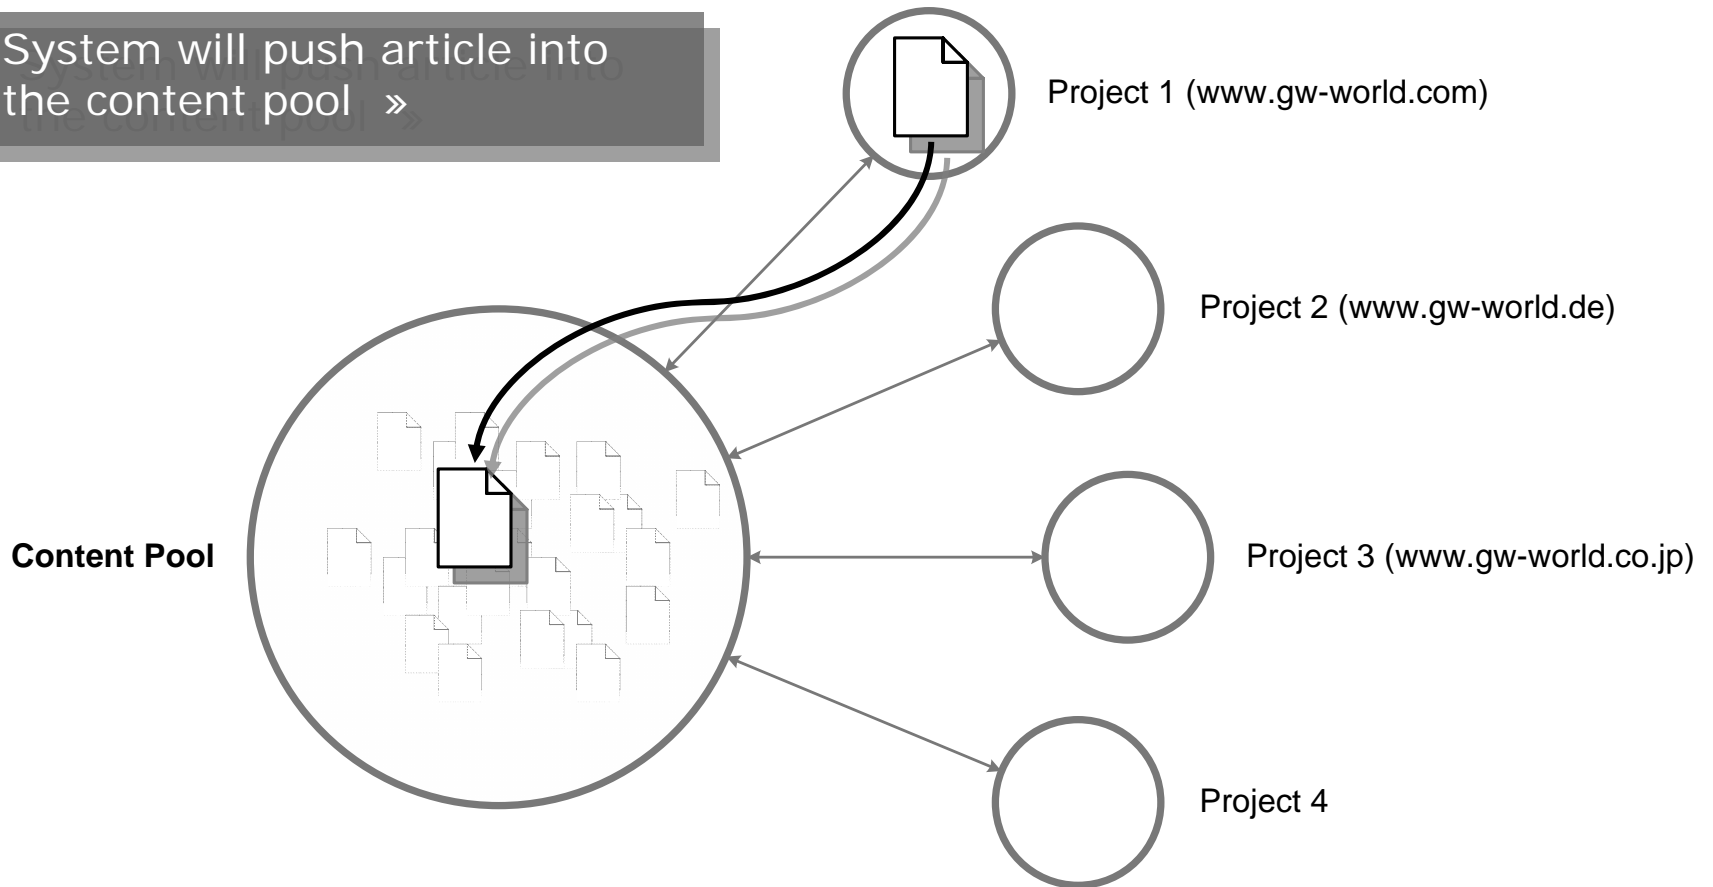 System will push article into
the content pool »
Project 1 (www.gw-world.com)
Project 2 (www.gw-world.de)
Content Pool
Project 3 (www.gw-world.co.jp)
Project 4